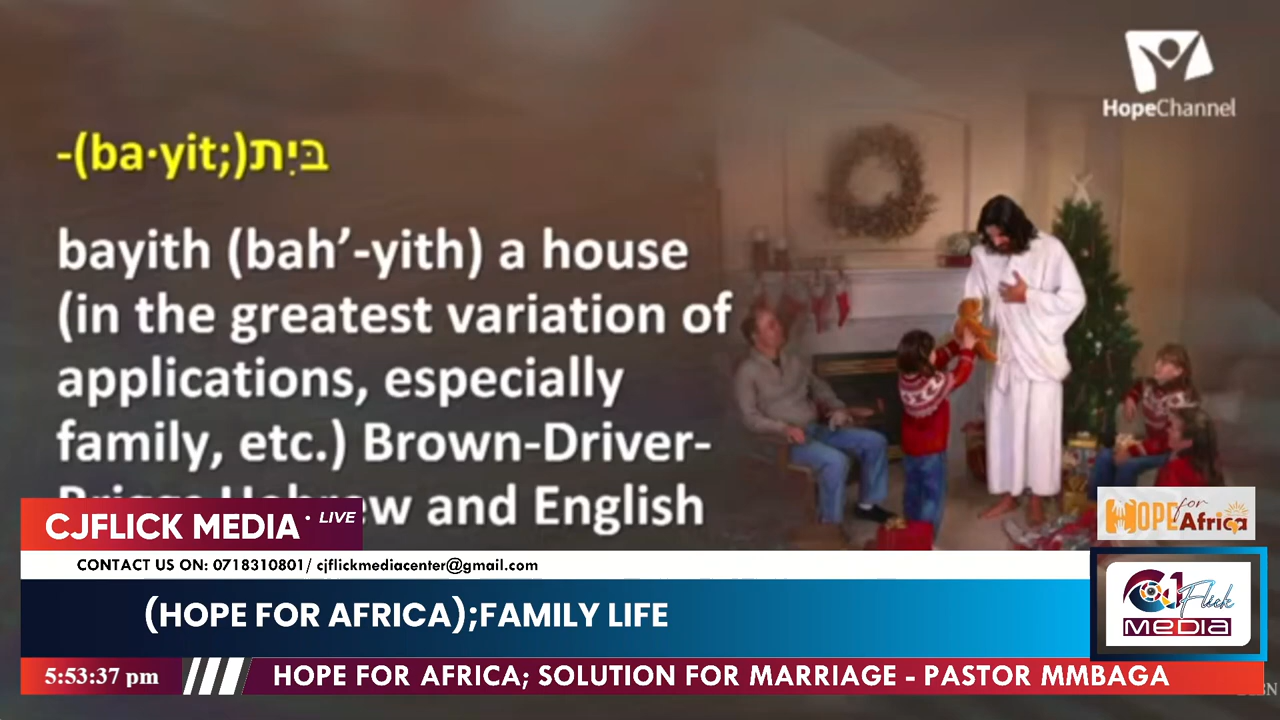 HopeChannel
-(ba·yit;)בַּיִת
bayith (bah’-yith) a house
(in the greatest variation of
applications, especially
family, etc.) Brown-Driver-
Briggs Hebrew and English
CJFLICK MEDIA · LIVE
HOPE for Africa
CONTACT US ON: 0718310801/ cjflickmediacenter@gmail.com
(HOPE FOR AFRICA);FAMILY LIFE
Flick
MEDIA
5:53:37 pm
HOPE FOR AFRICA; SOLUTION FOR MARRIAGE - PASTOR MMBAGA